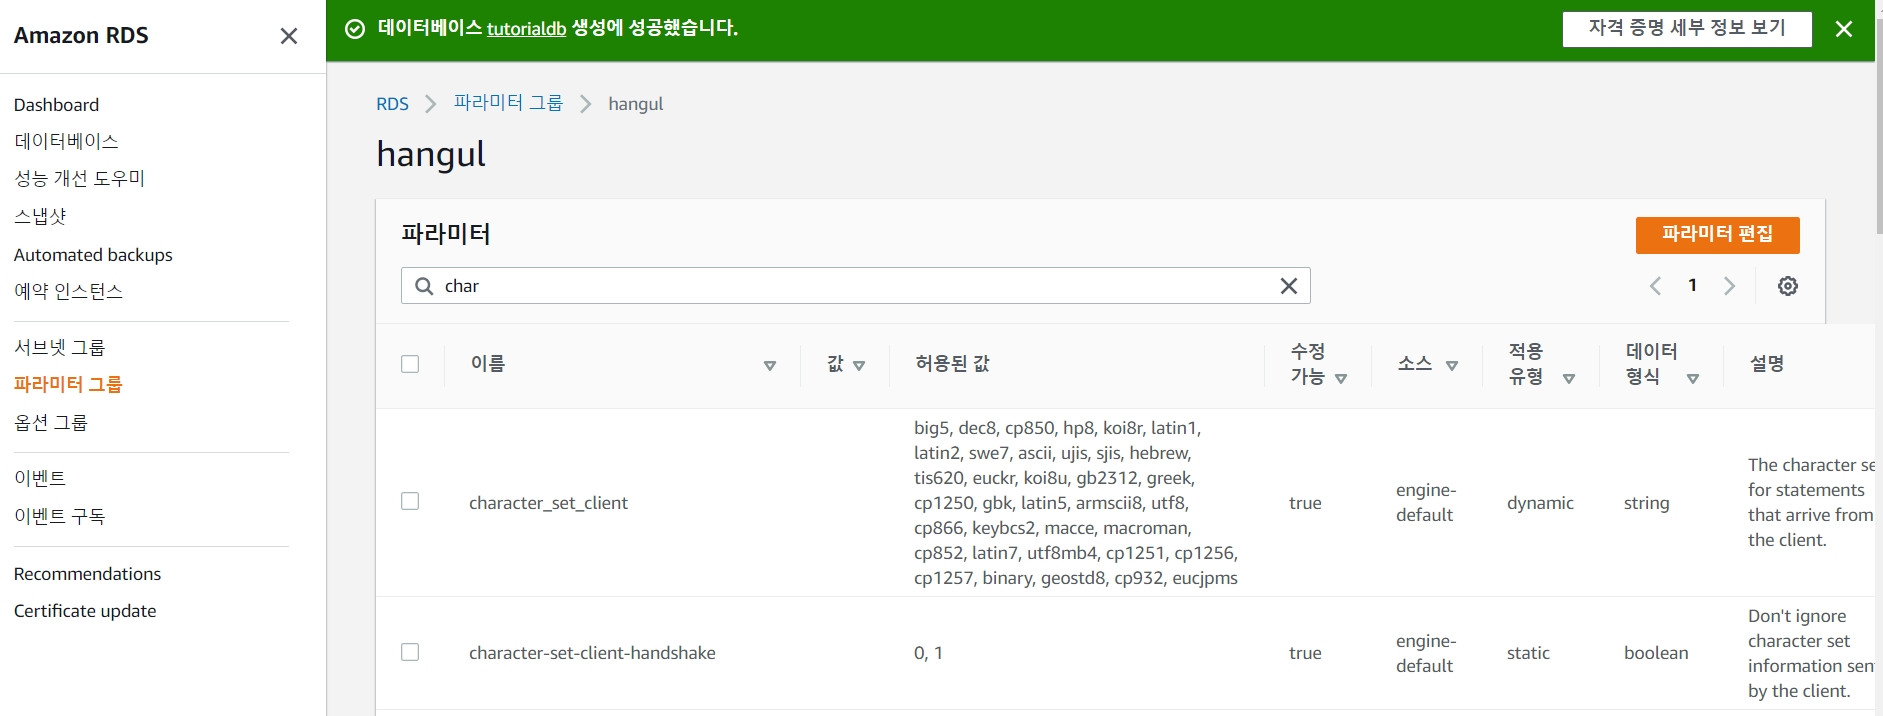 Amazon RDS
Dashboard
데이터베이스
성능 개선 도우미
스냅샷
Automated backups
예약 인스턴스
서브넷 그룹
파라미터 그룹
옵션 그룹
이벤트
이벤트 구독
Recommendations
Certificate update
데이터베이스 tutorialdb 생성에 성공했습니다.
자격 증명 세부 정보 보기
RDS > 파라미터 그룹 > hangul
hangul
파라미터
파라미터 편집
char
1
이름
값
허용된 값
수정
가능
소스
적용
유형
데이터
형식
설명
character_set_client
big5, dec8, cp850, hp8, koi8r, latin1,
latin2, swe7, ascii, ujis, sjis, hebrew,
tis620, euckr, koi8u, gb2312, greek,
cp1250, gbk, latin5, armscii8, utf8,
cp866, keybcs2, macce, macroman,
cp852, latin7, utf8mb4, cp1251, cp1256,
cp1257, binary, geostd8, cp932, eucjpms
true
engine-
default
dynamic
string
The character se
for statements
that arrive from
the client.
character-set-client-handshake
0, 1
true
engine-
default
static
boolean
Don't ignore
character set
information sen
by the client.